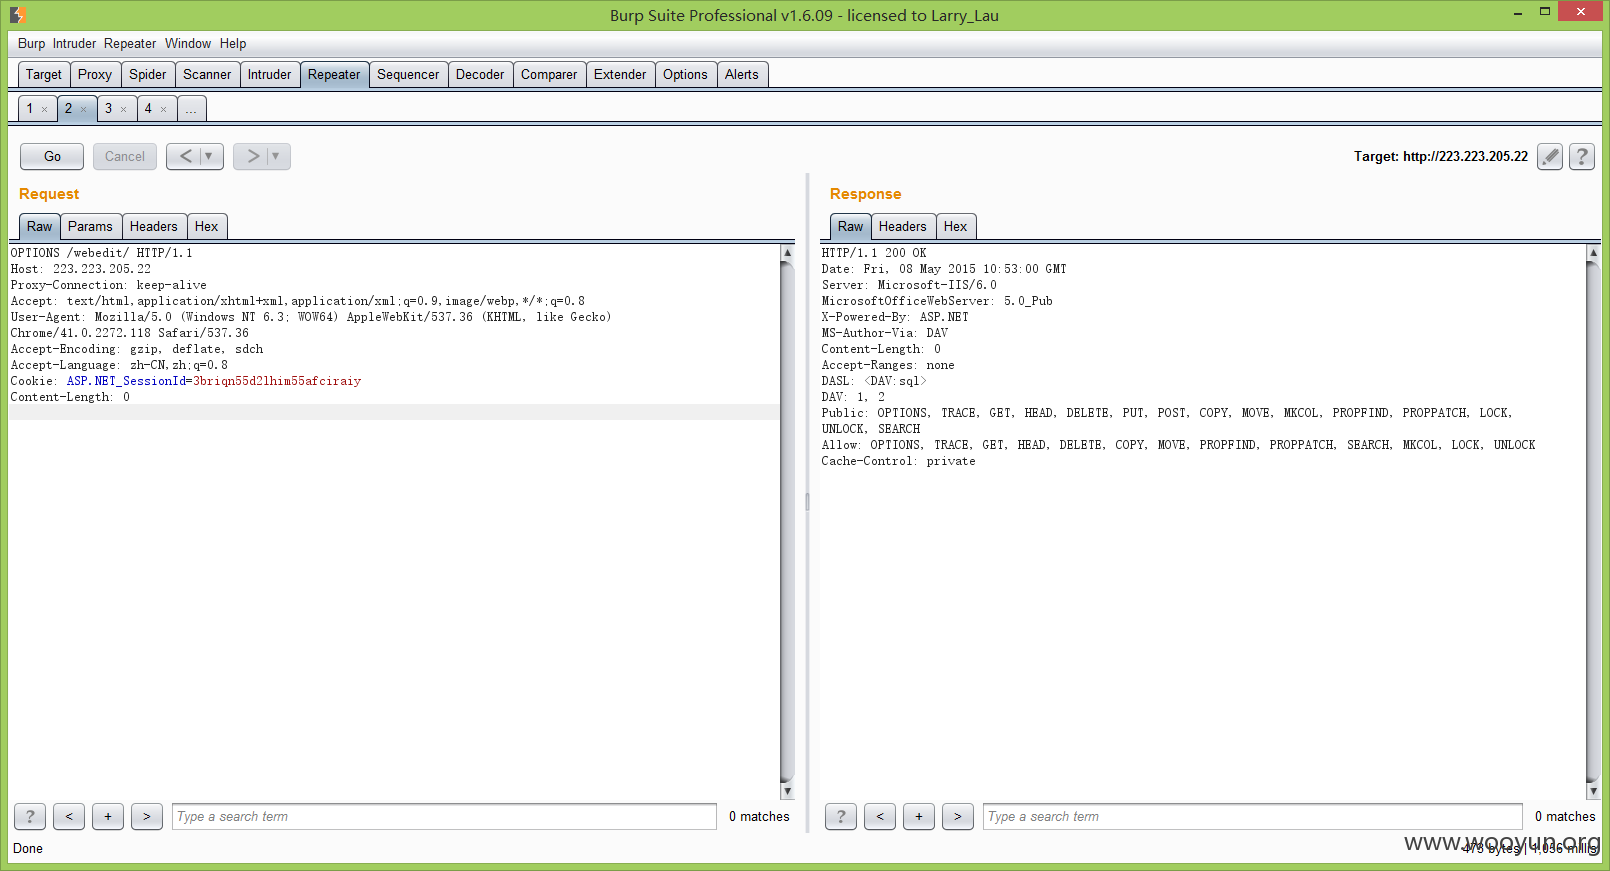 Burp Suite Professional v1.6.09 - licensed to Larry_Lau
Burp Intruder Repeater Window Help
Target Proxy Spider Scanner Intruder Repeater Sequencer Decoder Comparer Extender Options Alerts
1 × 2 × 3 × 4 × ...
Go Cancel < > Target: http://223.223.205.22 ?
Request
Raw Params Headers Hex
OPTIONS /webedit/ HTTP/1.1
Host: 223.223.205.22
Proxy-Connection: keep-alive
Accept: text/html,application/xhtml+xml,application/xml;q=0.9,image/webp,*/*;q=0.8
User-Agent: Mozilla/5.0 (Windows NT 6.3; WOW64) AppleWebKit/537.36 (KHTML, like Gecko)
Chrome/41.0.2272.118 Safari/537.36
Accept-Encoding: gzip, deflate, sdch
Accept-Language: zh-CN,zh;q=0.8
Cookie: ASP.NET_SessionId=3briqn55d2lhim55afciraiy
Content-Length: 0
? < + > Type a search term 0 matches
Response
Raw Headers Hex
HTTP/1.1 200 OK
Date: Fri, 08 May 2015 10:53:00 GMT
Server: Microsoft-IIS/6.0
MicrosoftOfficeWebServer: 5.0_Pub
X-Powered-By: ASP.NET
MS-Author-Via: DAV
Content-Length: 0
Accept-Ranges: none
DASL: <DAV:sql>
DAV: 1, 2
Public: OPTIONS, TRACE, GET, HEAD, DELETE, PUT, POST, COPY, MOVE, MKCOL, PROPFIND, PROPPATCH, LOCK,
UNLOCK, SEARCH
Allow: OPTIONS, TRACE, GET, HEAD, DELETE, COPY, MOVE, PROPFIND, PROPPATCH, SEARCH, MKCOL, LOCK, UNLOCK
Cache-Control: private
? < + > Type a search term 0 matches
Done
473 bytes | 1,056 millis
www.wooyun.org